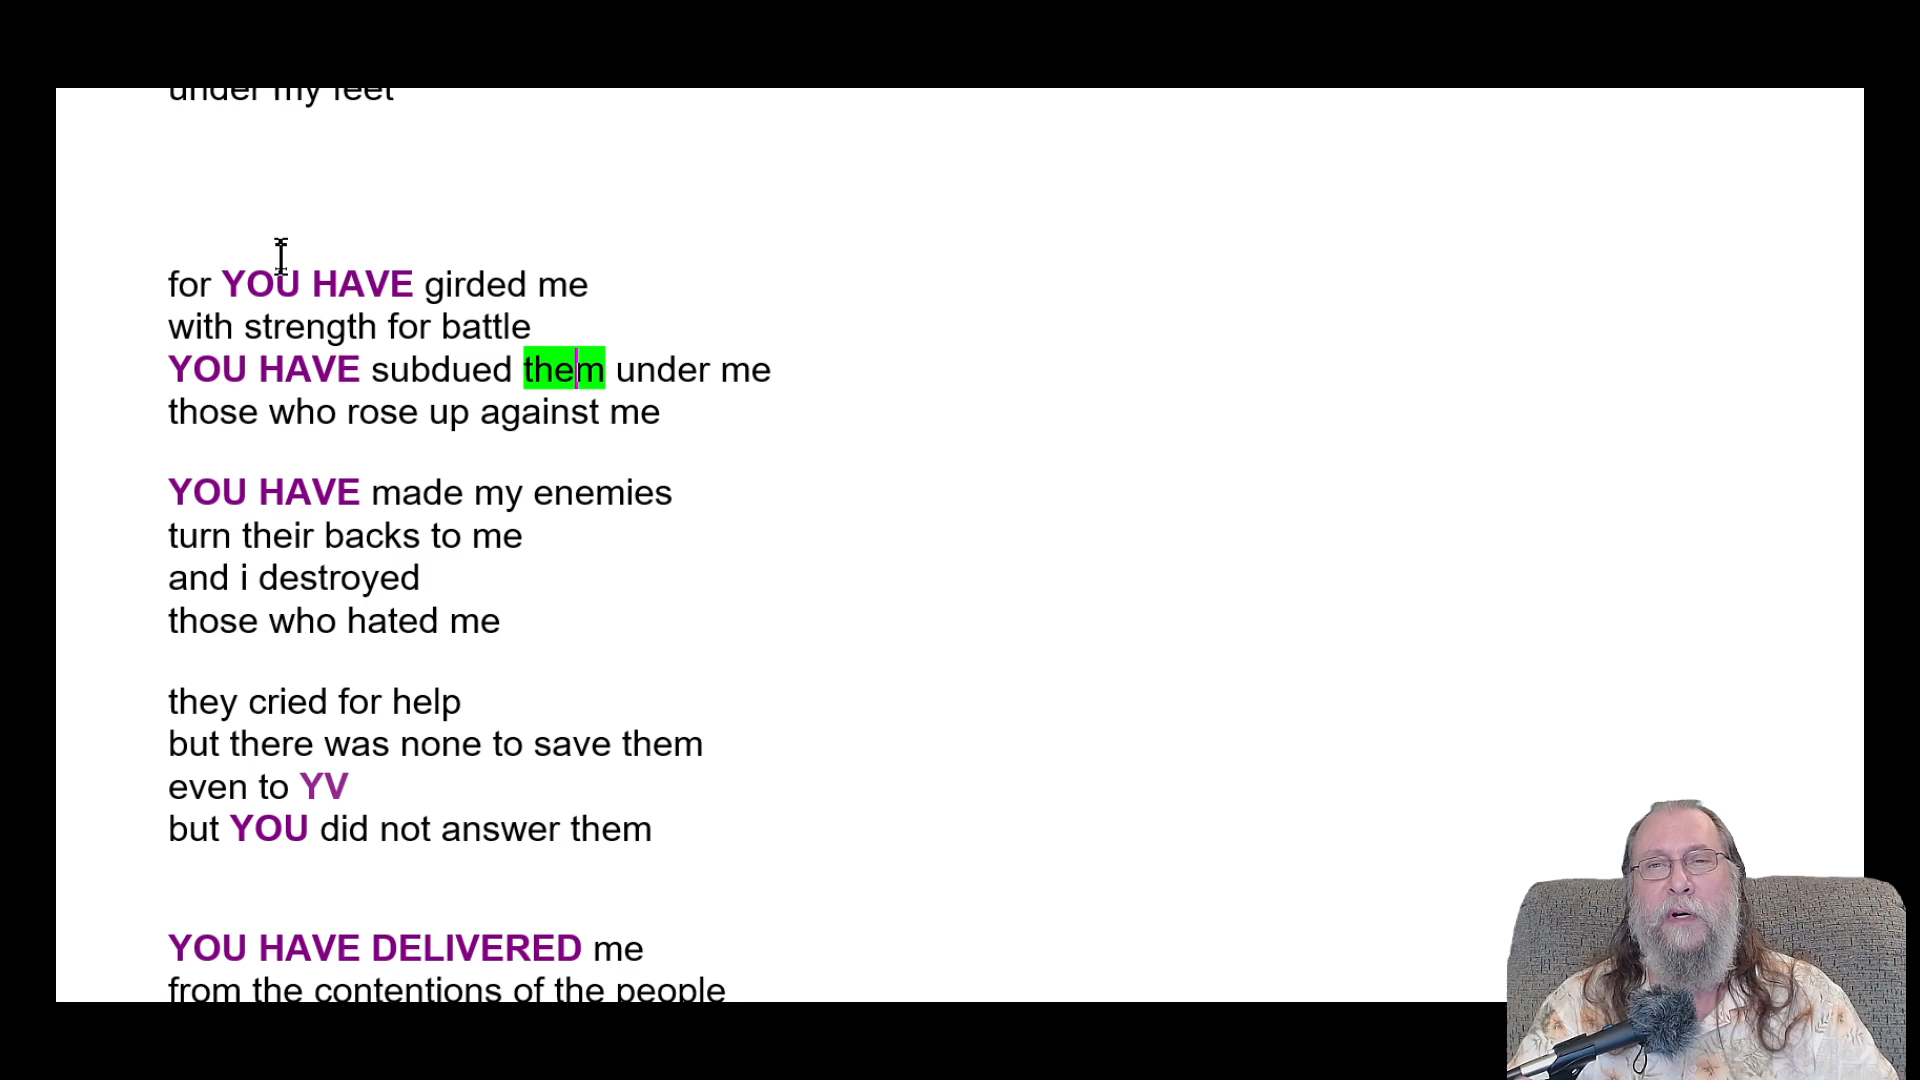 under my feet
for YOU HAVE girded me
with strength for battle
YOU HAVE subdued them under me
those who rose up against me
YOU HAVE made my enemies
turn their backs to me
and i destroyed
those who hated me
they cried for help
but there was none to save them
even to YV
but YOU did not answer them
YOU HAVE DELIVERED me
from the contentions of the people